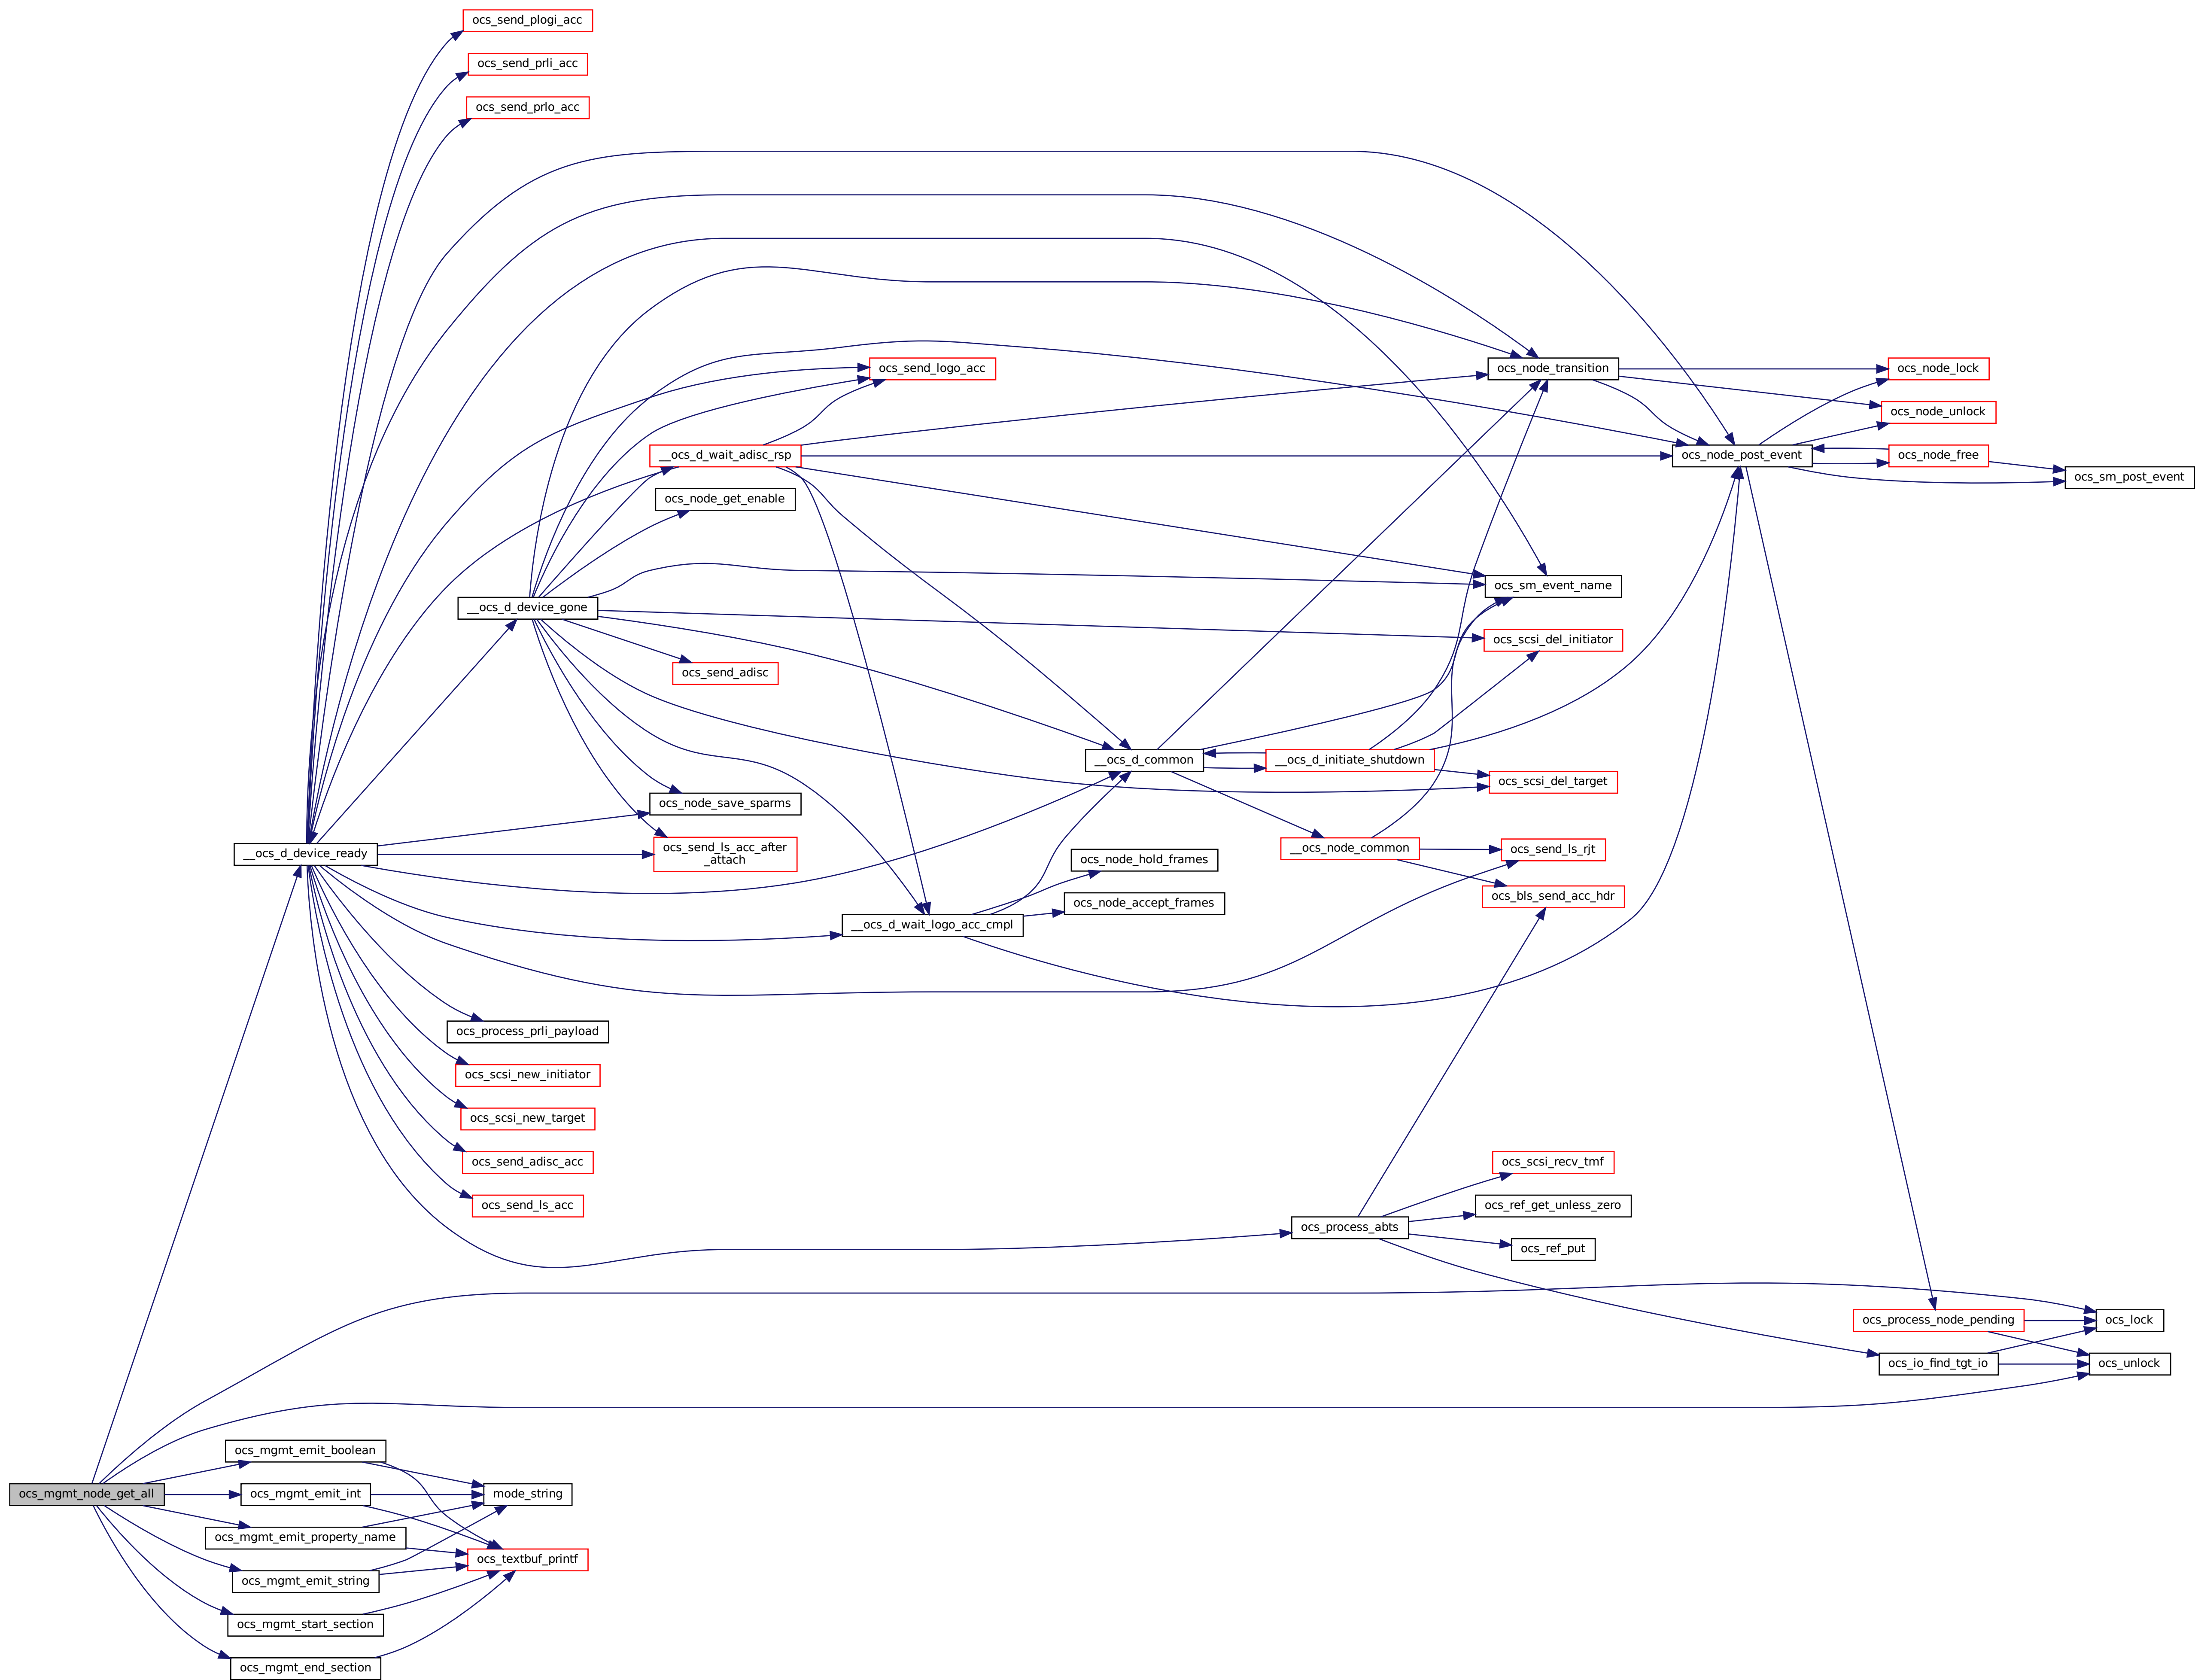 ocs_send_plogi_acc
ocs_send_prli_acc
ocs_send_prlo_acc
ocs_send_logo_acc
ocs_node_transition
ocs_node_lock
ocs_node_unlock
__ocs_d_wait_adisc_rsp
ocs_node_post_event
ocs_node_free
ocs_sm_post_event
ocs_node_get_enable
ocs_sm_event_name
__ocs_d_device_gone
ocs_scsi_del_initiator
ocs_send_adisc
__ocs_d_common
__ocs_d_initiate_shutdown
ocs_scsi_del_target
ocs_node_save_sparms
__ocs_d_device_ready
ocs_send_ls_acc_after
_attach
__ocs_node_common
ocs_send_ls_rjt
ocs_node_hold_frames
ocs_bls_send_acc_hdr
ocs_node_accept_frames
__ocs_d_wait_logo_acc_cmpl
ocs_process_prli_payload
ocs_scsi_new_initiator
ocs_scsi_new_target
ocs_send_adisc_acc
ocs_scsi_recv_tmf
ocs_send_ls_acc
ocs_ref_get_unless_zero
ocs_process_abts
ocs_ref_put
ocs_process_node_pending
ocs_lock
ocs_io_find_tgt_io
ocs_unlock
ocs_mgmt_emit_boolean
ocs_mgmt_node_get_all
ocs_mgmt_emit_int
mode_string
ocs_mgmt_emit_property_name
ocs_textbuf_printf
ocs_mgmt_emit_string
ocs_mgmt_start_section
ocs_mgmt_end_section